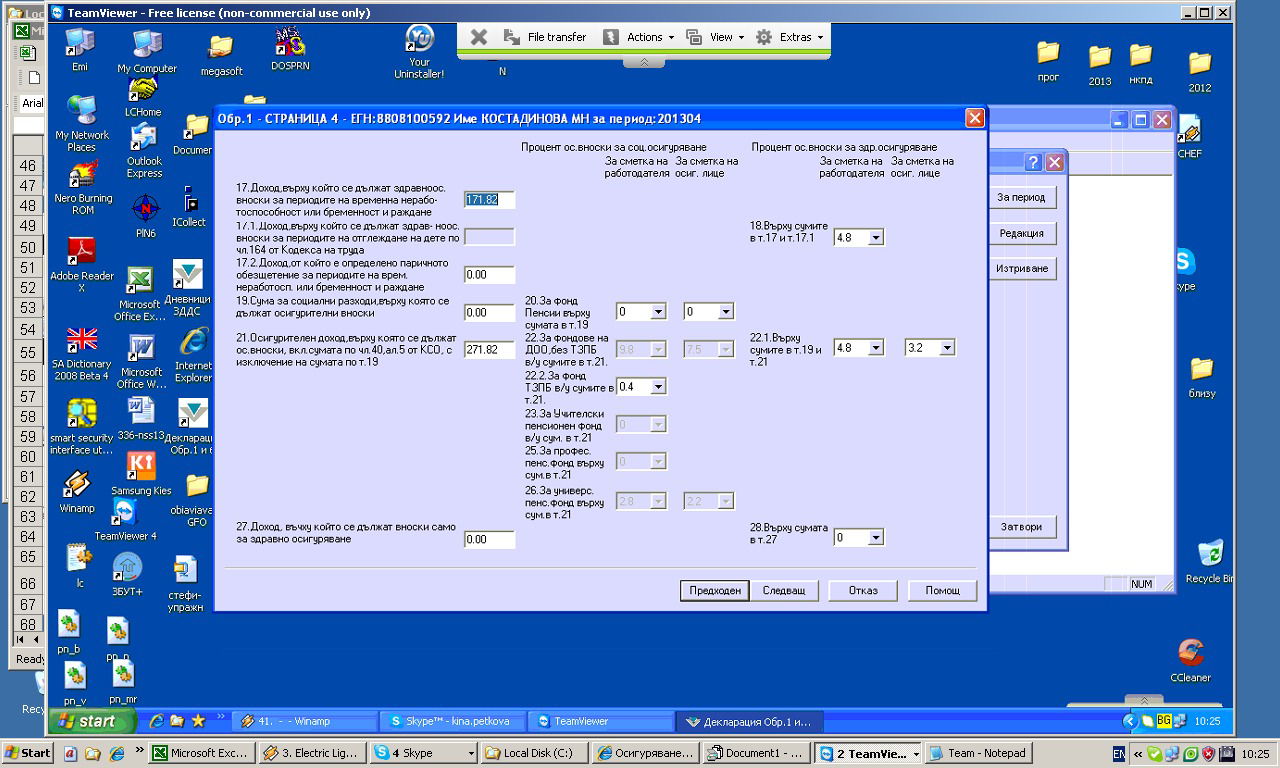 TeamViewer - Free license (non-commercial use only)
File transfer
Actions
View
Extras
Emi
My Computer
megasoft
DOSPRN
Your
Uninstaller!
N
прог
2013
нкпд
2012
LCHome
My Network
Places
Outlook
Express
Documen
CHEF
Nero Burning
ROM
PIN6
ICollect
Adobe Reader
X
Microsoft
Office Ex...
Дневници
ЗДДС
kype
SA Dictionary
2008 Beta 4
Microsoft
Office W...
Internet
Explorer
близу
smart security
interface ut...
336-nss13
Декларац
Обр.1 и е
Winamp
Samsung Kies
obiaviava
GFO
TeamViewer 4
lc
ЗБУТ+
стефи-
упражн
Recycle Bin
pn_b
pn_p
pn_v
pn_mr
CCleaner
Arial
46
47
48
49
50
51
52
53
54
55
56
57
58
59
60
61
62
63
64
65
66
67
68
Ready
Recy
Обр.1 - СТРАНИЦА 4 - ЕГН:8808100592 Име КОСТАДИНОВА МН за период:201304
Процент ос.вноски за общ.осигуряване
Процент ос.вноски за здр.осигуряване
За сметка на
работодателя
За сметка на
осиг. лице
За сметка на
работодателя
За сметка на
осиг. лице
17.Доход,върху който се дължат здравноос.
вноски за периодите на временна нерабо-
тоспособност или бременност и раждане
171.82
17.1.Доход,върху който се дължат здрав- ноос.
вноски за периодите на отглеждане на дете по
чл.164 от Кодекса на труда
18.Върху сумите
в т.17 и т.17.1
4.8
17.2.Доход,от който е определено паричното
обезщетение за периодите на врем.
неработосп. или бременност и раждане
0.00
19.Сума за социални разходи,върху която се
дължат осигурителни вноски
0.00
20.За фонд
Пенсии върху
сумата в т.19
0
0
21.Осигурителен доход,върху която се дължат
ос.вноски, вкл.сумата по чл.40,ал.5 от КСО, с
изключение на сумата по т.19
271.82
22.За фондове на
ДОО,без ТЗПБ
в/у сумите в т.21.
9.8
7.5
22.1.Върху
сумите в т.19 и
т.21
4.8
3.2
22.2.За фонд
ТЗПБ в/у сумите в
т.21.
0.4
23.За Учителски
пенсионен фонд
в/у сум. в т.21
0
25.За профес.
пенс.фонд върху
сум.в т.21
0
26.За универс.
пенс.фонд върху
сум.в т.21
2.8
2.2
27.Доход, въчху който се дължат вноски само
за здравно осигуряване
0.00
28.Върху сумата
в т.27
0
Предходен
Следващ
Отказ
Помощ
За период
Редакция
Изтриване
Затвори
NUM
start
41. - - Winamp
Skype™ - kina.petkova
TeamViewer
Декларация Обр.1 и...
BG
10:25
Start
Microsoft Exc...
3. Electric Lig...
4 Skype
Local Disk (C:)
Осигуряване...
Document1 - ...
2 TeamVie...
Team - Notepad
EN
10:25